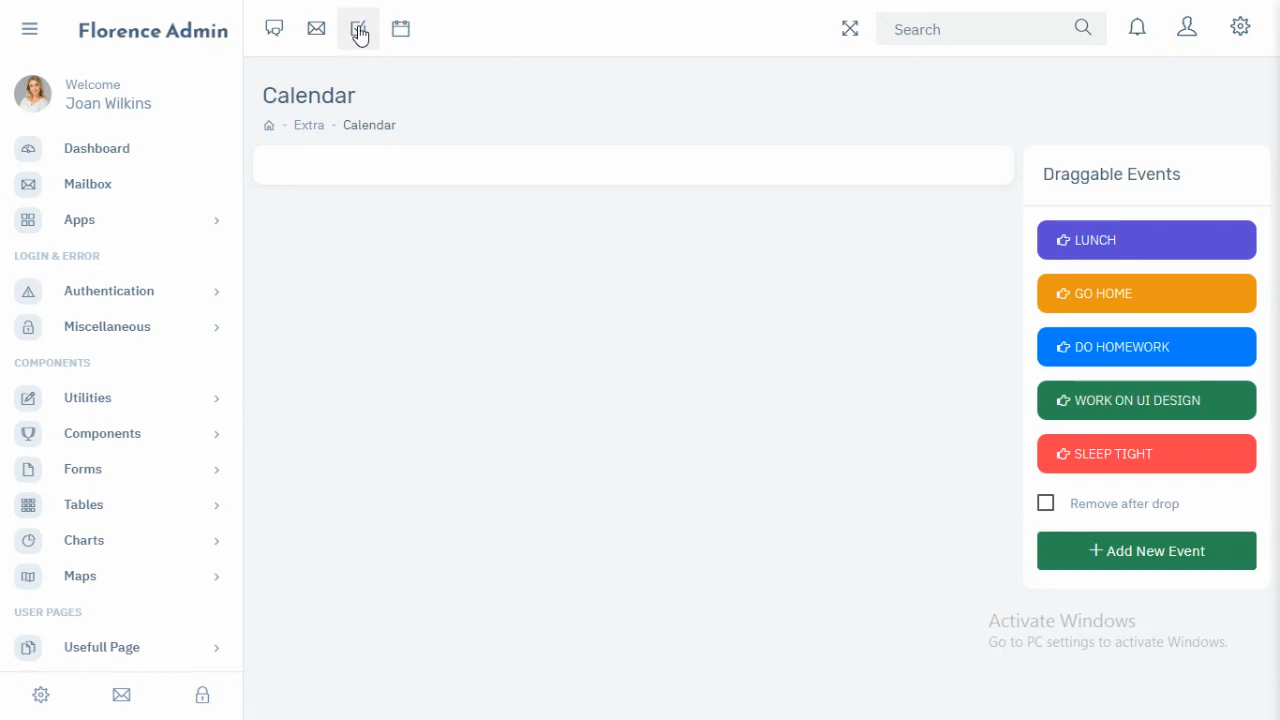 Florence Admin
Search
Welcome
Joan Wilkins
Dashboard
Mailbox
Apps
LOGIN & ERROR
Authentication
Miscellaneous
COMPONENTS
Utilities
Components
Forms
Tables
Charts
Maps
USER PAGES
Usefull Page
Calendar
- Extra - Calendar
Draggable Events
LUNCH
GO HOME
DO HOMEWORK
WORK ON UI DESIGN
SLEEP TIGHT
Remove after drop
+ Add New Event
Activate Windows
Go to PC settings to activate Windows.